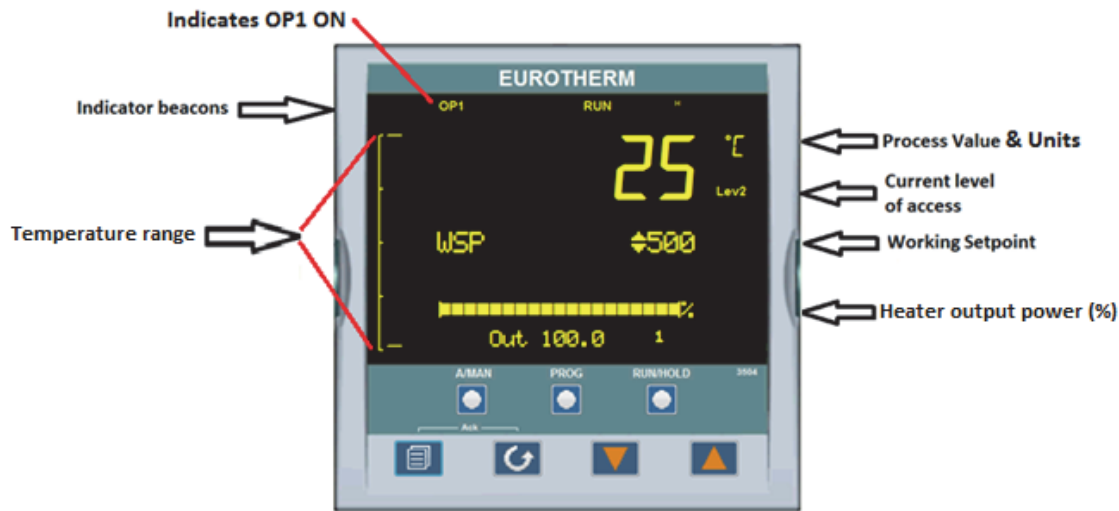 Indicates OP1 ON
EUROTHERM
Indicator beacons
OP1 RUN H
25 °C
Process Value & Units
Lev2
Current level
of access
Temperature range
WSP 500
Working Setpoint
%
Heater output power (%)
Out 100.0 1
A/MAN PROG RUN/HOLD 3504
Ack